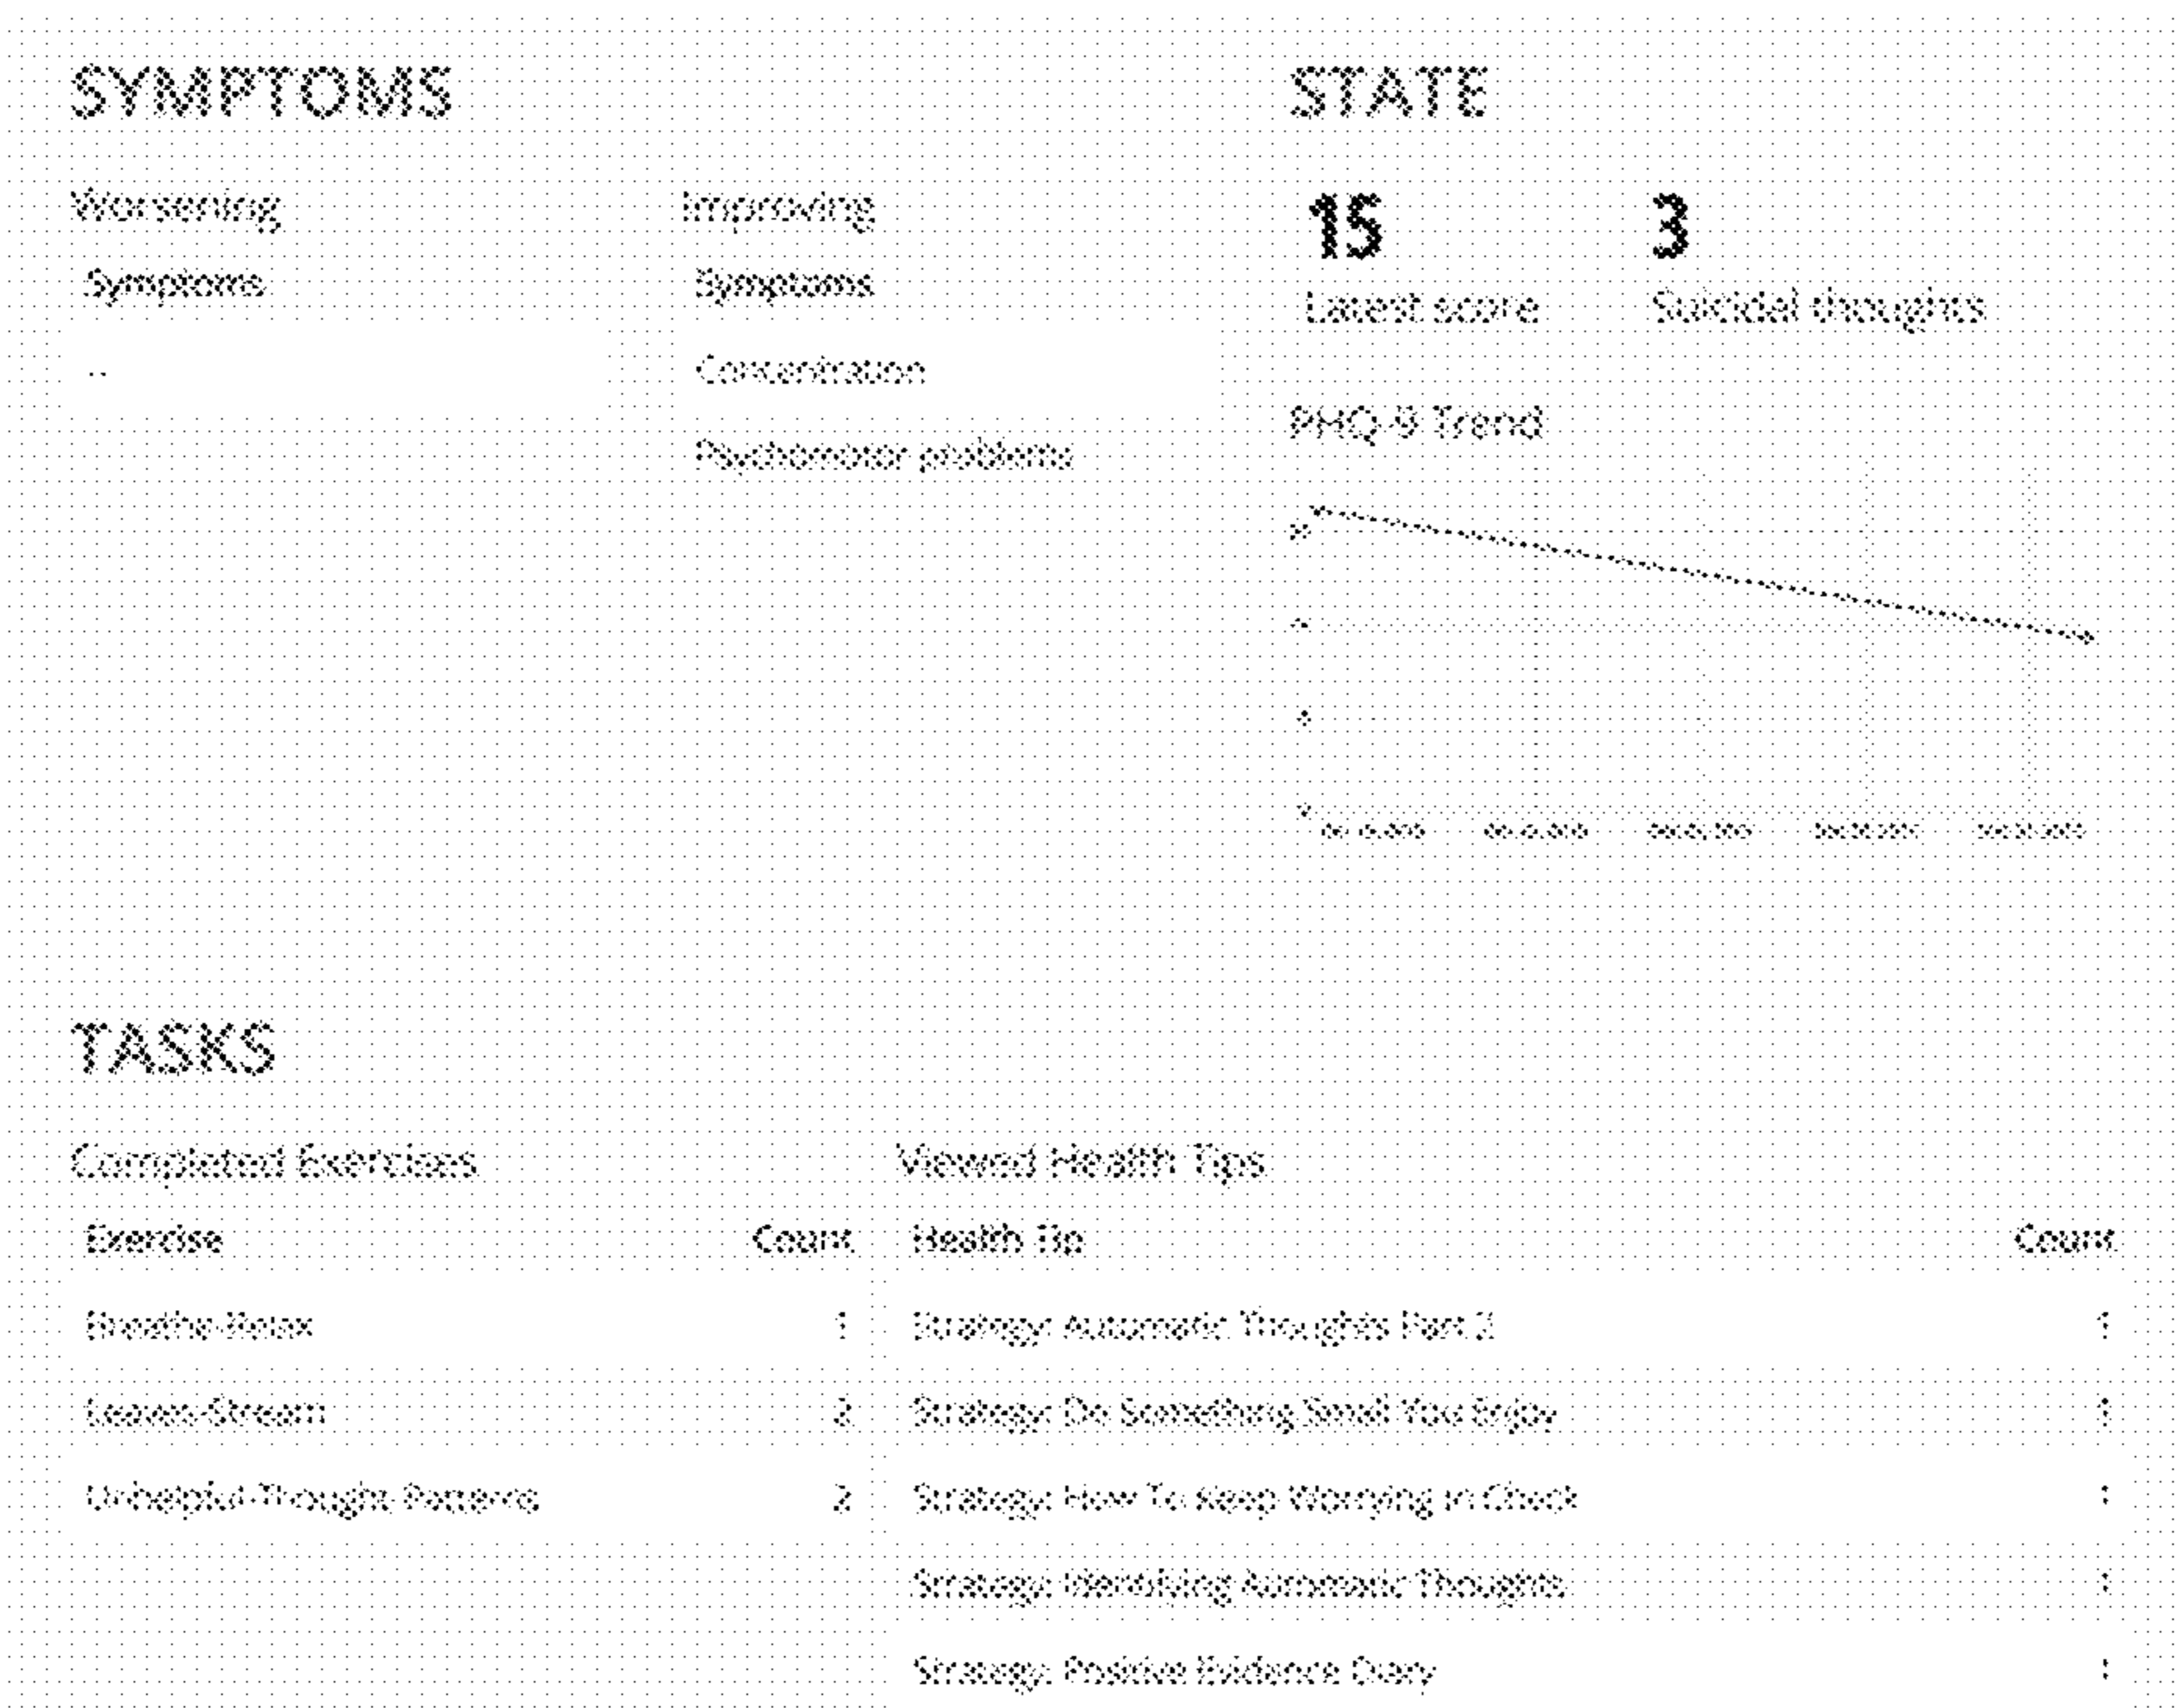 SYMPTOMS
Worsening
Symptoms
--
Improving
Symptoms
Concentration
Psychomotor problems
STATE
15
Latest score
3
Suicidal thoughts
PHQ-9 Trend
TASKS
Completed Exercises
Exercise Count
Breathe-Relax 1
Leaves-Stream 2
Unhelpful-Thought-Patterns 2
Viewed Health Tips
Health Tip Count
Strategy: Automatic Thoughts Part 1
Strategy: Do Something Small You Enjoy 1
Strategy: How To Keep Worrying in Check 1
Strategy: Identifying Automatic Thoughts 1
Strategy: Positive Evidence Diary 1